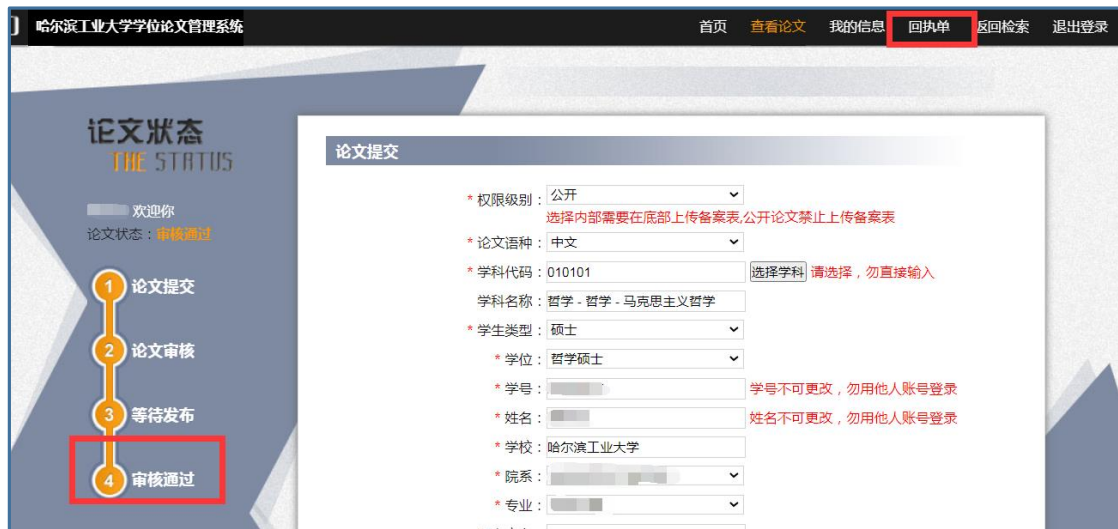 哈尔滨工业大学学位论文管理系统 首页 查看论文 我的信息 回执单 返回检索 退出登录
论文状态
THE STATUS
欢迎你
论文状态：审核通过
1 论文提交
2 论文审核
3 等待发布
4 审核通过
论文提交
* 权限级别： 公开
选择内部需要在底部上传备案表,公开论文禁止上传备案表
* 论文语种： 中文
* 学科代码： 010101 选择学科 请选择，勿直接输入
学科名称： 哲学 - 哲学 - 马克思主义哲学
* 学生类型： 硕士
* 学位： 哲学硕士
* 学号： 学号不可更改，勿用他人账号登录
* 姓名： 姓名不可更改，勿用他人账号登录
* 学校： 哈尔滨工业大学
* 院系：
* 专业：